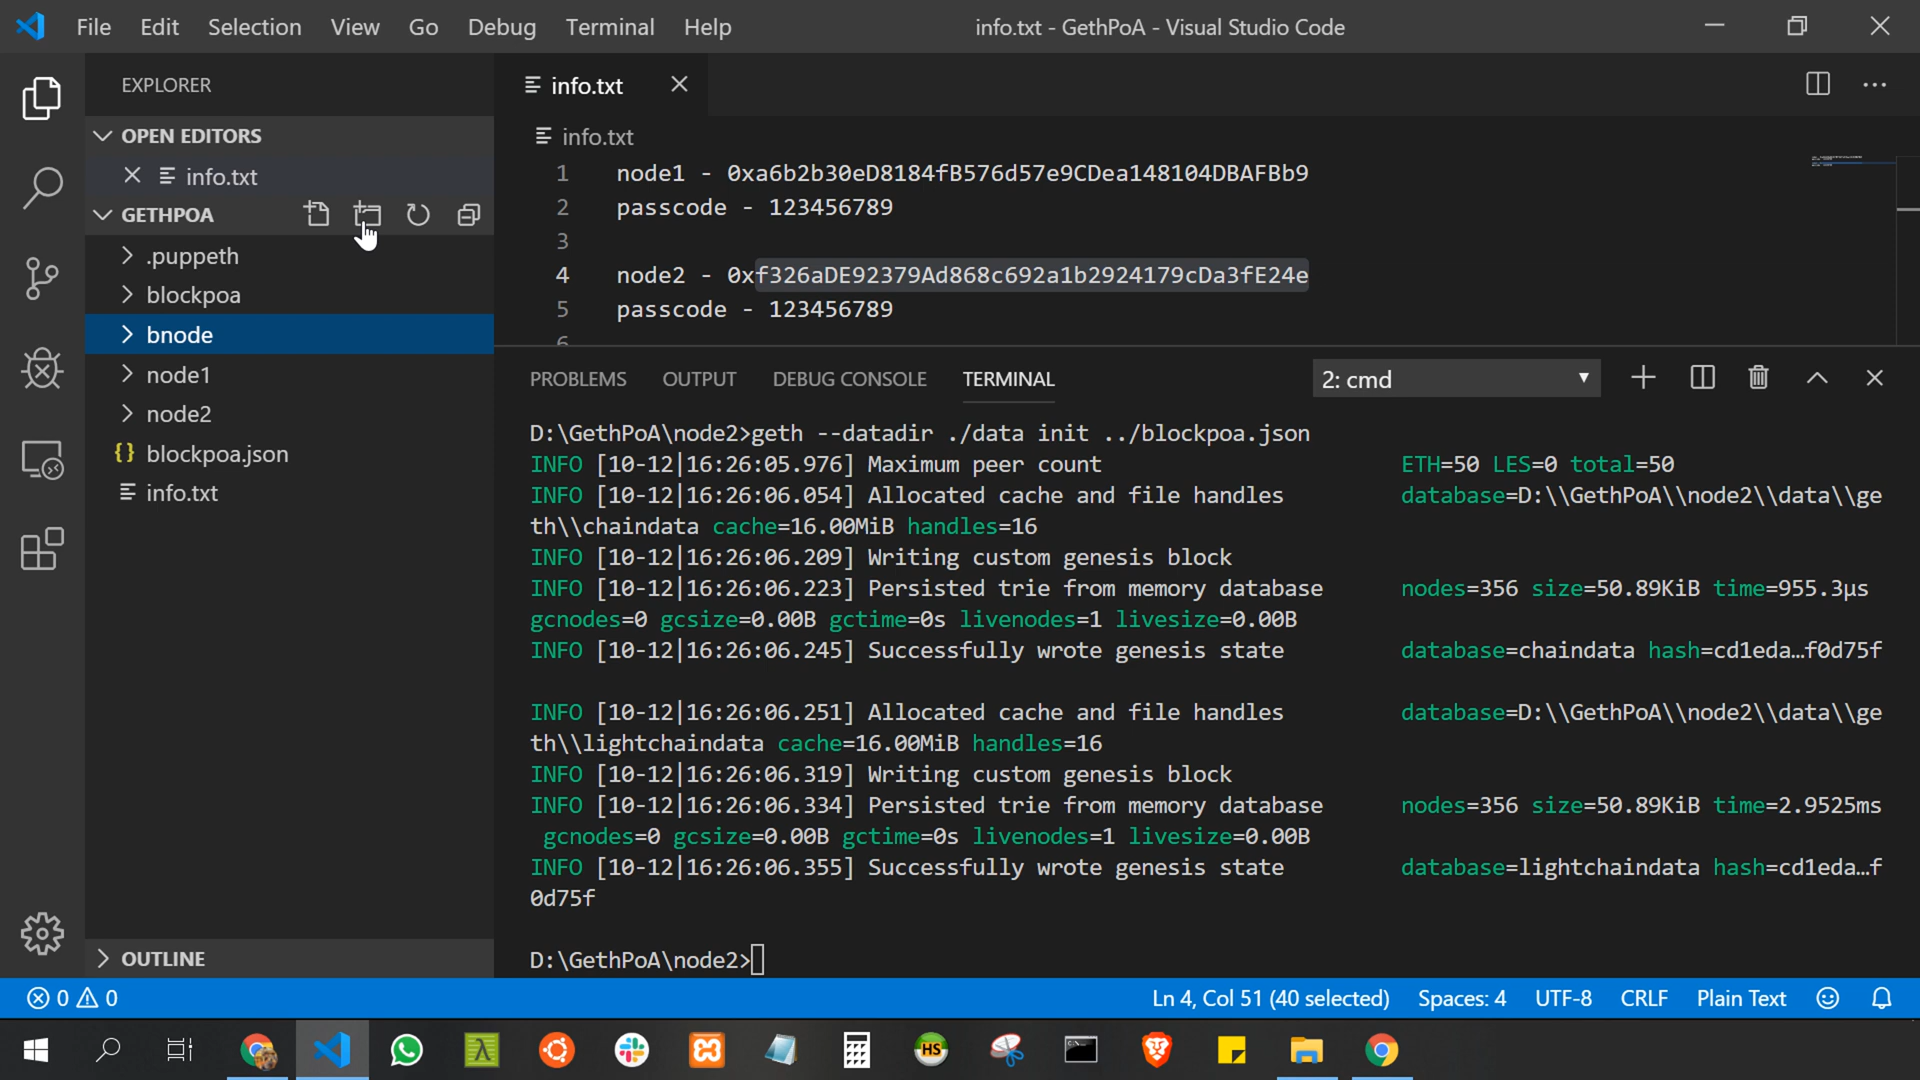 File Edit Selection View Go Debug Terminal Help
info.txt - GethPoA - Visual Studio Code
EXPLORER
OPEN EDITORS
info.txt
GETHPOA
.puppeth
blockpoa
bnode
node1
node2
{} blockpoa.json
info.txt
OUTLINE
info.txt
info.txt
1 node1 - 0xa6b2b30eD8184fB576d57e9CDea148104DBAFBb9
2 passcode - 123456789
3
4 node2 - 0xf326aDE92379Ad868c692a1b2924179cDa3fE24e
5 passcode - 123456789
6
PROBLEMS OUTPUT DEBUG CONSOLE TERMINAL
2: cmd
D:\GethPoA\node2>geth --datadir ./data init ../blockpoa.json
INFO [10-12|16:26:05.976] Maximum peer count ETH=50 LES=0 total=50
INFO [10-12|16:26:06.054] Allocated cache and file handles database=D:\\GethPoA\\node2\\data\\ge
th\\chaindata cache=16.00MiB handles=16
INFO [10-12|16:26:06.209] Writing custom genesis block
INFO [10-12|16:26:06.223] Persisted trie from memory database nodes=356 size=50.89KiB time=955.3µs
gcnodes=0 gcsize=0.00B gctime=0s livenodes=1 livesize=0.00B
INFO [10-12|16:26:06.245] Successfully wrote genesis state database=chaindata hash=cd1eda…f0d75f
INFO [10-12|16:26:06.251] Allocated cache and file handles database=D:\\GethPoA\\node2\\data\\ge
th\\lightchaindata cache=16.00MiB handles=16
INFO [10-12|16:26:06.319] Writing custom genesis block
INFO [10-12|16:26:06.334] Persisted trie from memory database nodes=356 size=50.89KiB time=2.9525ms
gcnodes=0 gcsize=0.00B gctime=0s livenodes=1 livesize=0.00B
INFO [10-12|16:26:06.355] Successfully wrote genesis state database=lightchaindata hash=cd1eda…f
0d75f
D:\GethPoA\node2>
0 0
Ln 4, Col 51 (40 selected) Spaces: 4 UTF-8 CRLF Plain Text
λ
HS